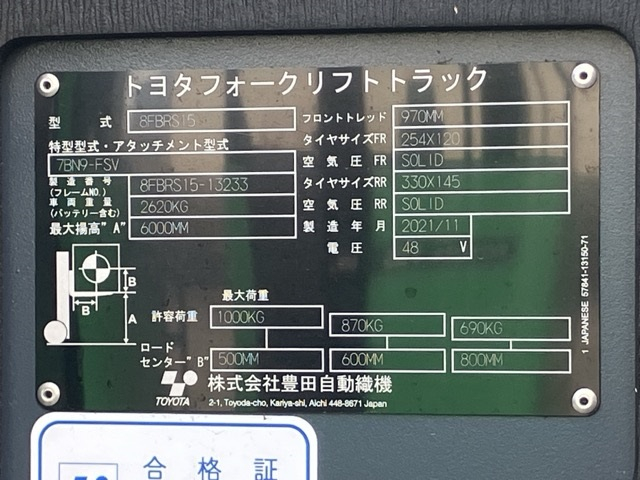 トヨタフォークリフトトラック
型 式 8FBRS15
特型型式・アタッチメント型式
7BN9-FSV
製造番号 (フレームNO.) 8FBRS15-13233
車両重量 (バッテリー含む) 2620KG
最大揚高"A" 6000MM
フロントトレッド 970MM
タイヤサイズFR 254X120
空気圧 FR SOLID
タイヤサイズRR 330X145
空気圧 RR SOLID
製造年月 2021/11
電圧 48 V
B
B
A
最大荷重
許容荷重 1000KG 870KG 690KG
ロード
センター"B" 500MM 600MM 800MM
TOYOTA
株式会社豊田自動織機
2-1, Toyoda-cho, Kariya-shi, Aichi 448-8671 Japan
1 JAPANESE 57841-13150-71
合格証